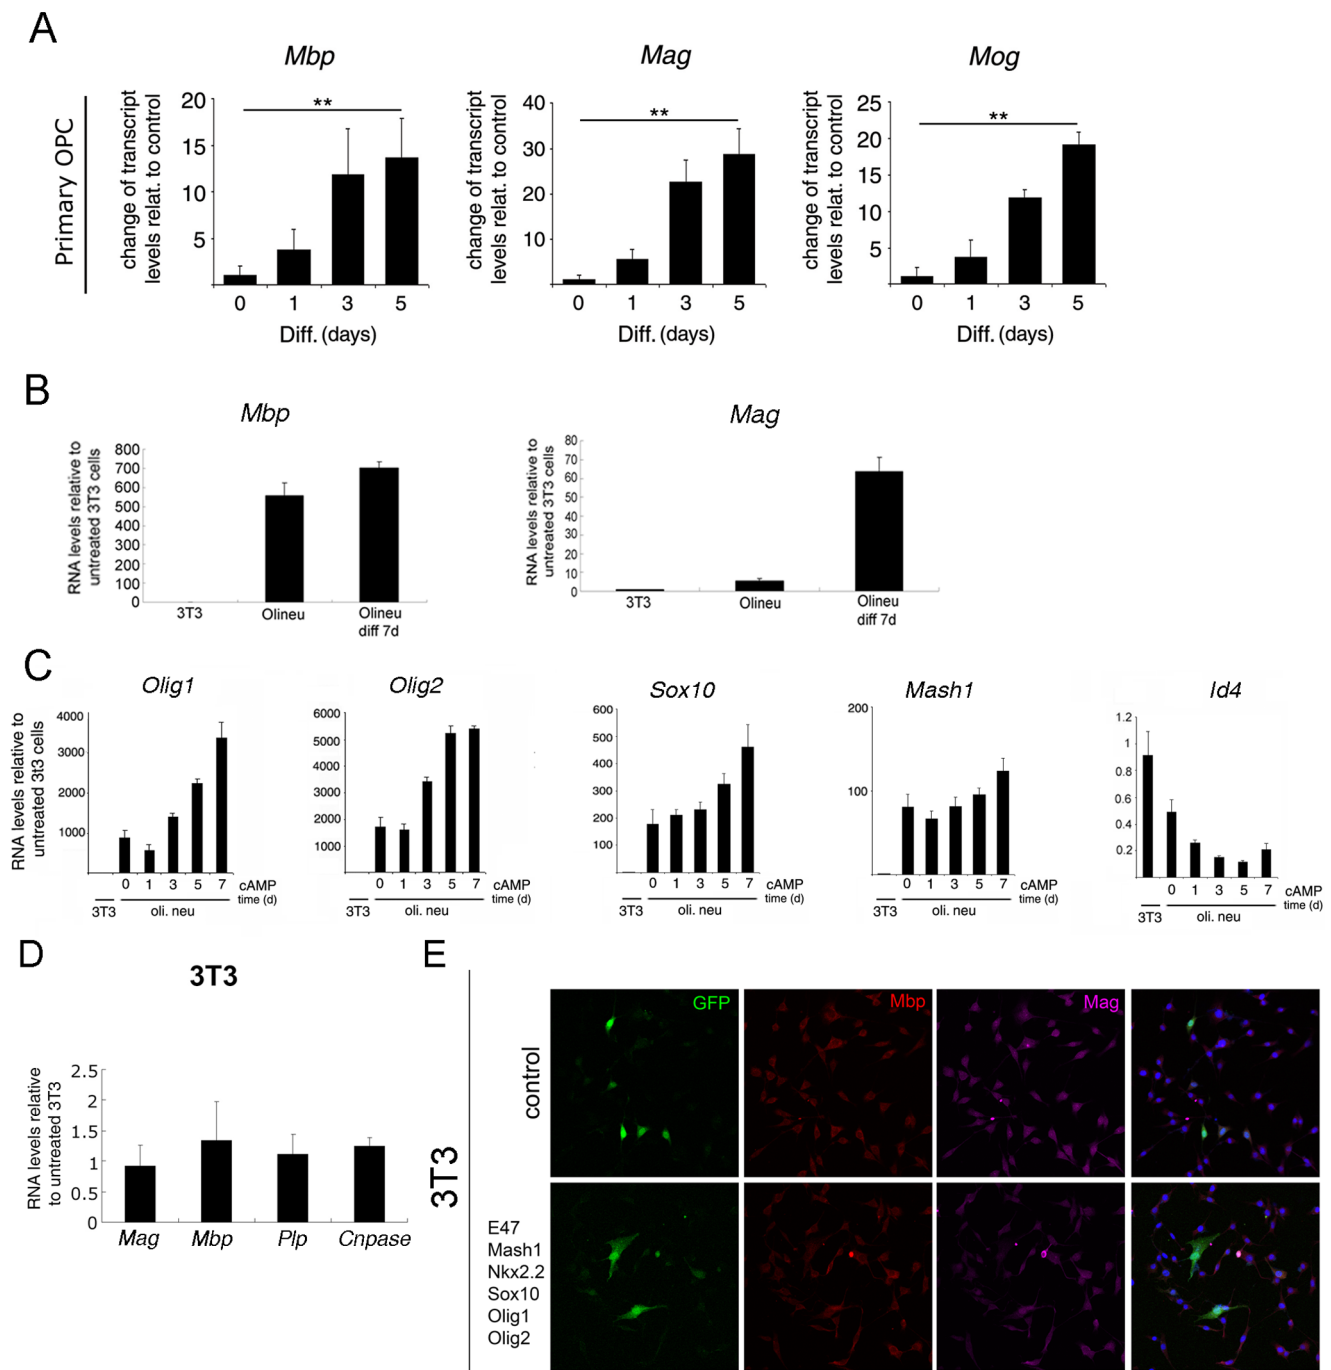 A
Mbp
Mag
Mog
Primary OPC
change of transcript
levels relat. to control
20
15
10
5
**
0 1 3 5
Diff. (days)
change of transcript
levels relat. to control
40
30
20
10
**
0 1 3 5
Diff. (days)
change of transcript
levels relat. to control
25
20
15
10
5
**
0 1 3 5
Diff. (days)
B
Mbp
RNA levels relative to
untreated 3T3 cells
800
700
600
500
400
300
200
100
0
3T3
Olineu
Olineu
diff 7d
Mag
RNA levels relative to
untreated 3T3 cells
80
70
60
50
40
30
20
10
0
3T3
Olineu
Olineu
diff 7d
C
Olig1
RNA levels relative to
untreated 3t3 cells
4000
3000
2000
1000
0 1 3 5 7 cAMP
time (d)
3T3 oli. neu
Olig2
6000
5000
4000
3000
2000
1000
0 1 3 5 7 cAMP
time (d)
3T3 oli. neu
Sox10
600
500
400
300
200
100
0 1 3 5 7 cAMP
time (d)
3T3 oli. neu
Mash1
200
100
0 1 3 5 7 cAMP
time (d)
3T3 oli. neu
Id4
1.2
1
0.8
0.6
0.4
0.2
0 1 3 5 7 cAMP
time (d)
3T3 oli. neu
D
3T3
RNA levels relative
to untreated 3T3
2.5
2
1.5
1
0.5
0
Mag Mbp Plp Cnpase
E
3T3
control
GFP
Mbp
Mag
E47
Mash1
Nkx2.2
Sox10
Olig1
Olig2